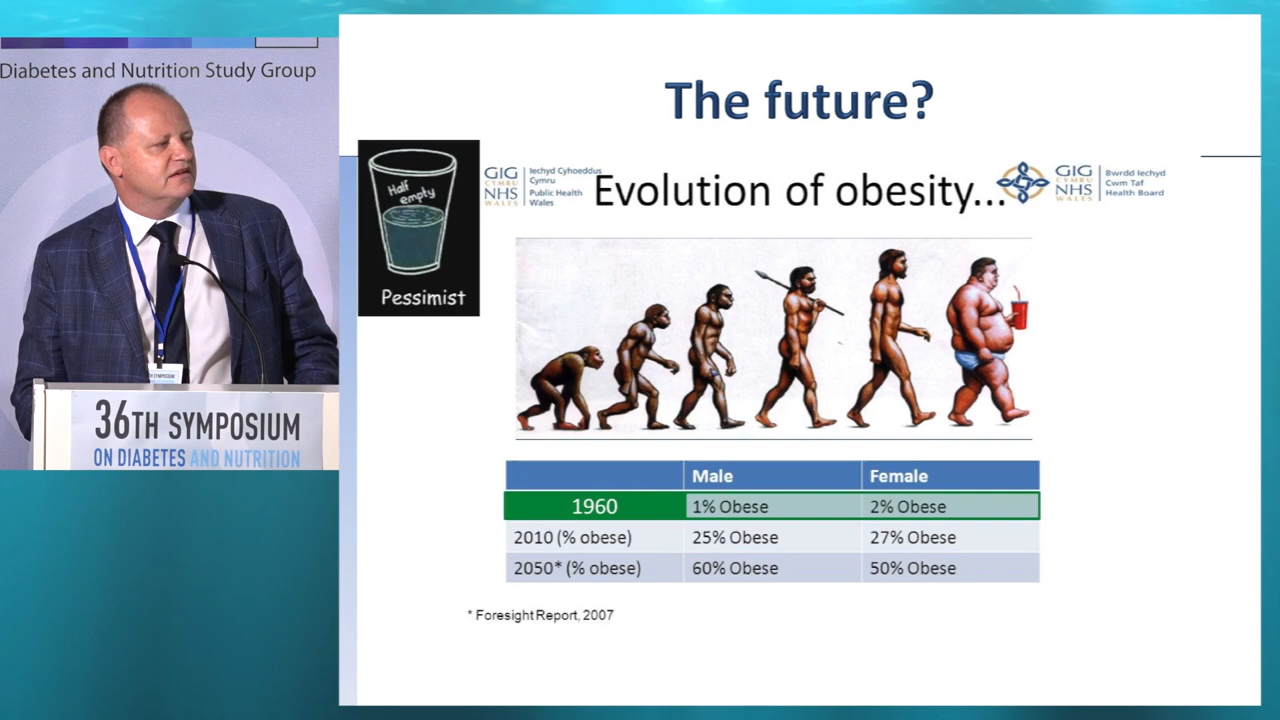 Diabetes and Nutrition Study Group
36TH SYMPOSIUM
ON DIABETES AND NUTRITION
The future?
Half
empty
Pessimist
GIG
CYMRU
NHS
WALES
Iechyd Cyhoeddus
Cymru
Public Health
Wales
Evolution of obesity...
GIG
CYMRU
NHS
WALES
Bwrdd Iechyd
Cwm Taf
Health Board
Male Female
1960 1% Obese 2% Obese
2010 (% obese) 25% Obese 27% Obese
2050* (% obese) 60% Obese 50% Obese
* Foresight Report, 2007